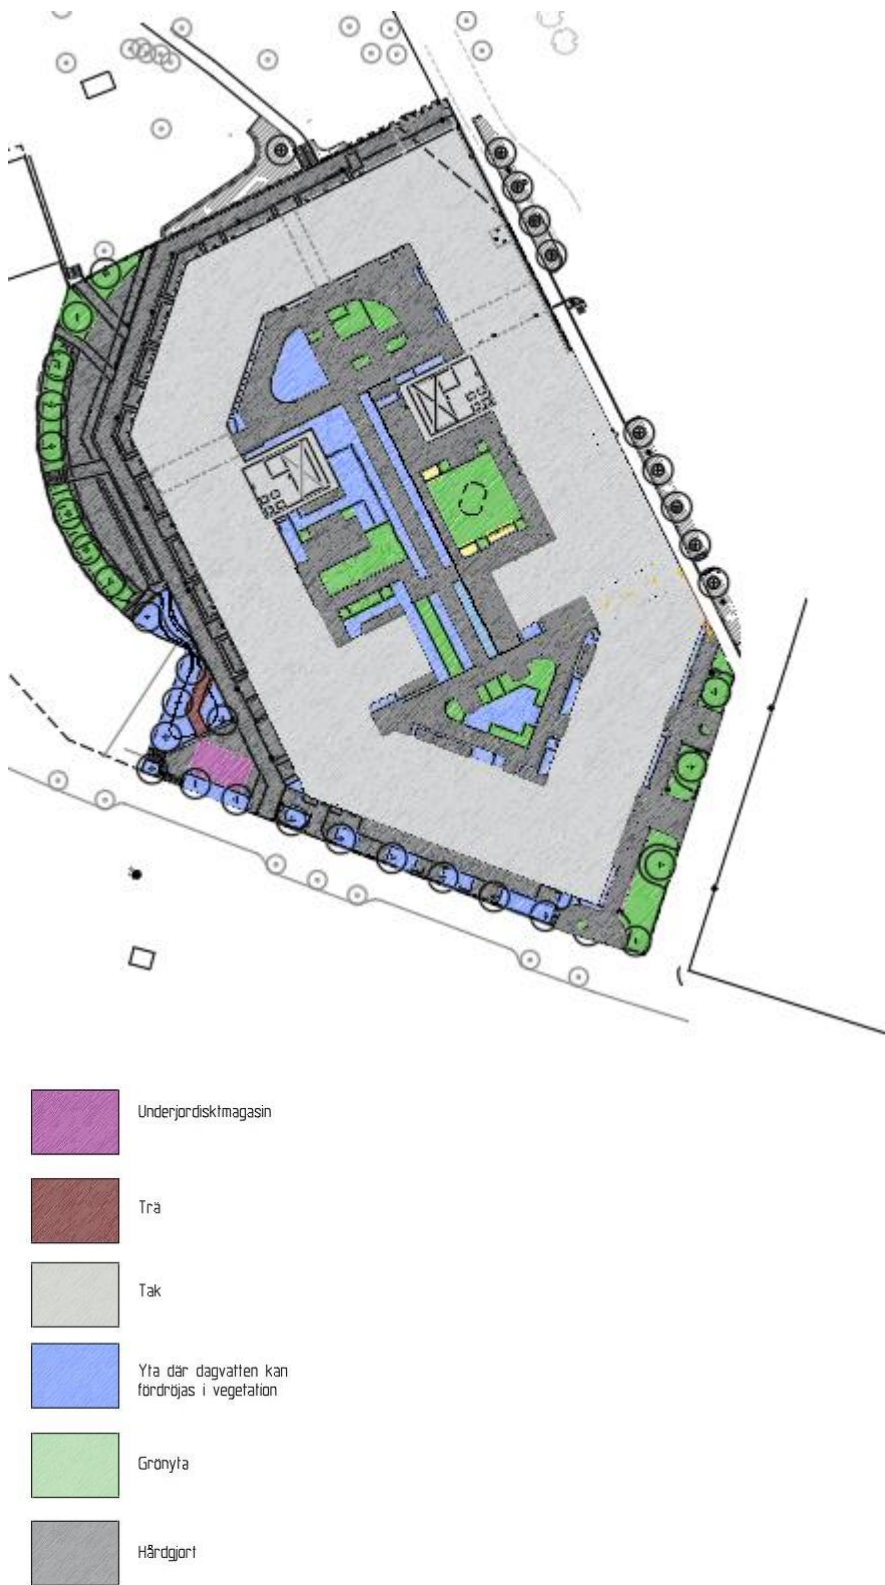 Underjordisktmagasin
Trä
Tak
Yta där dagvatten kan
fördröjas i vegetation
Grönyta
Hårdgjort